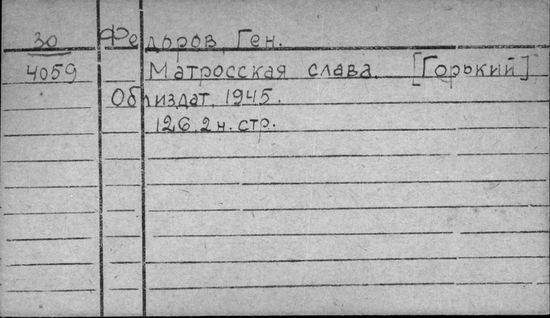 30 Федоров, Ген.
4059 Матросская слава. [Горький]
Облиздат, 1945.
126, 2 н. стр.